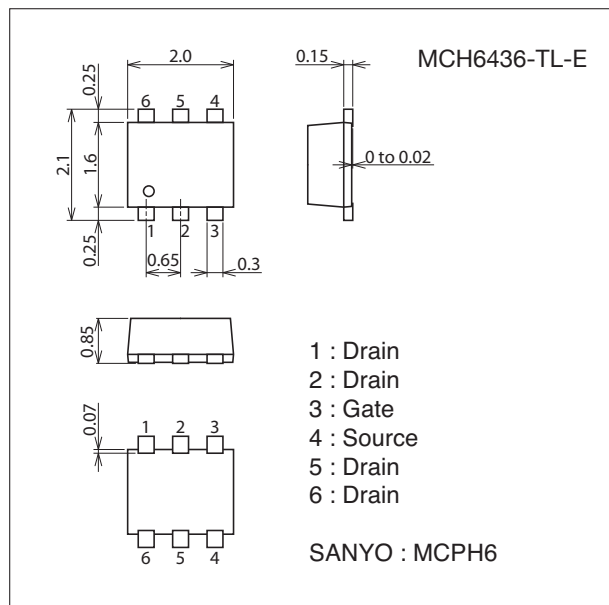 MCH6436-TL-E
2.0
0.15
0.25
6 5 4
2.1
1.6
0 to 0.02
0.25
1 2 3
0.65
0.3
0.85
1 : Drain
2 : Drain
3 : Gate
4 : Source
5 : Drain
6 : Drain
0.07
1 2 3
6 5 4
SANYO : MCPH6